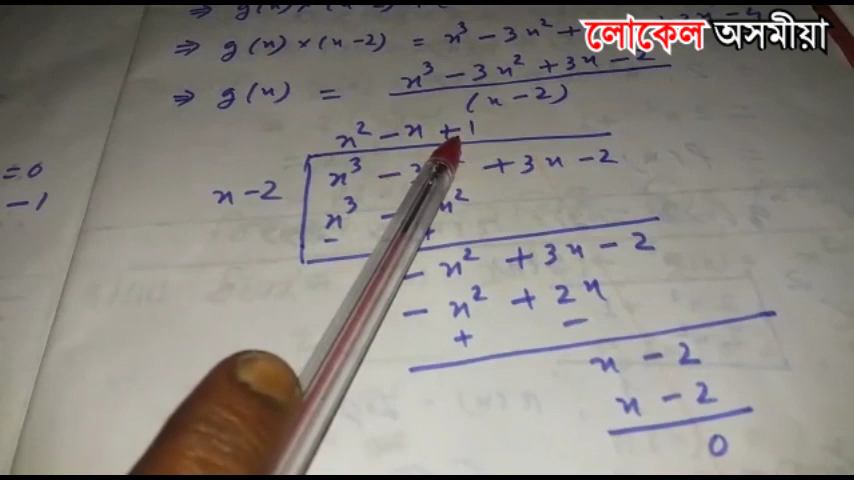 লোকেল অসমীয়া
⇒ g(x) × (x-2) = x³ - 3x² +
⇒ g(x) = x³ - 3x² + 3x - 2
(x-2)
= 0
- 1
x² - x + 1
x-2 x³ - + 3x - 2
x³ - x²
- +
- x² + 3x - 2
- x² + 2x
+ -
x - 2
x - 2
0